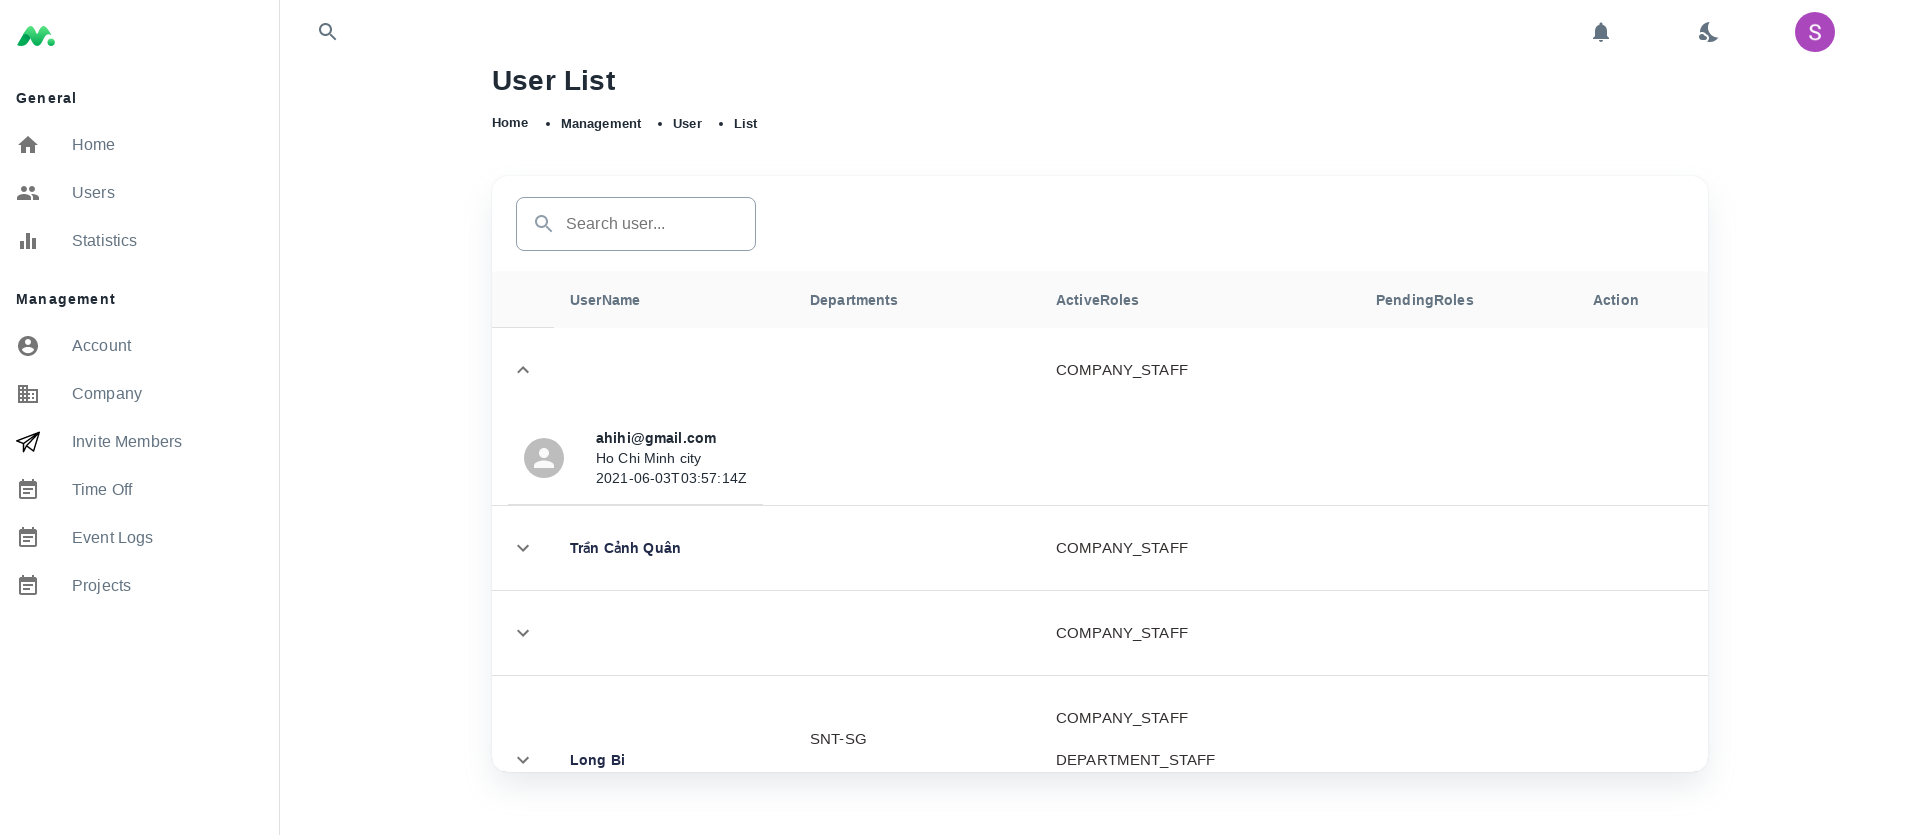 S
User List
Home • Management • User • List
General
Home
Users
Statistics
Management
Account
Company
Invite Members
Time Off
Event Logs
Projects
Search user...
UserName Departments ActiveRoles PendingRoles Action
COMPANY_STAFF
ahihi@gmail.com
Ho Chi Minh city
2021-06-03T03:57:14Z
Trần Cảnh Quân COMPANY_STAFF
COMPANY_STAFF
COMPANY_STAFF
SNT-SG
Long Bi DEPARTMENT_STAFF